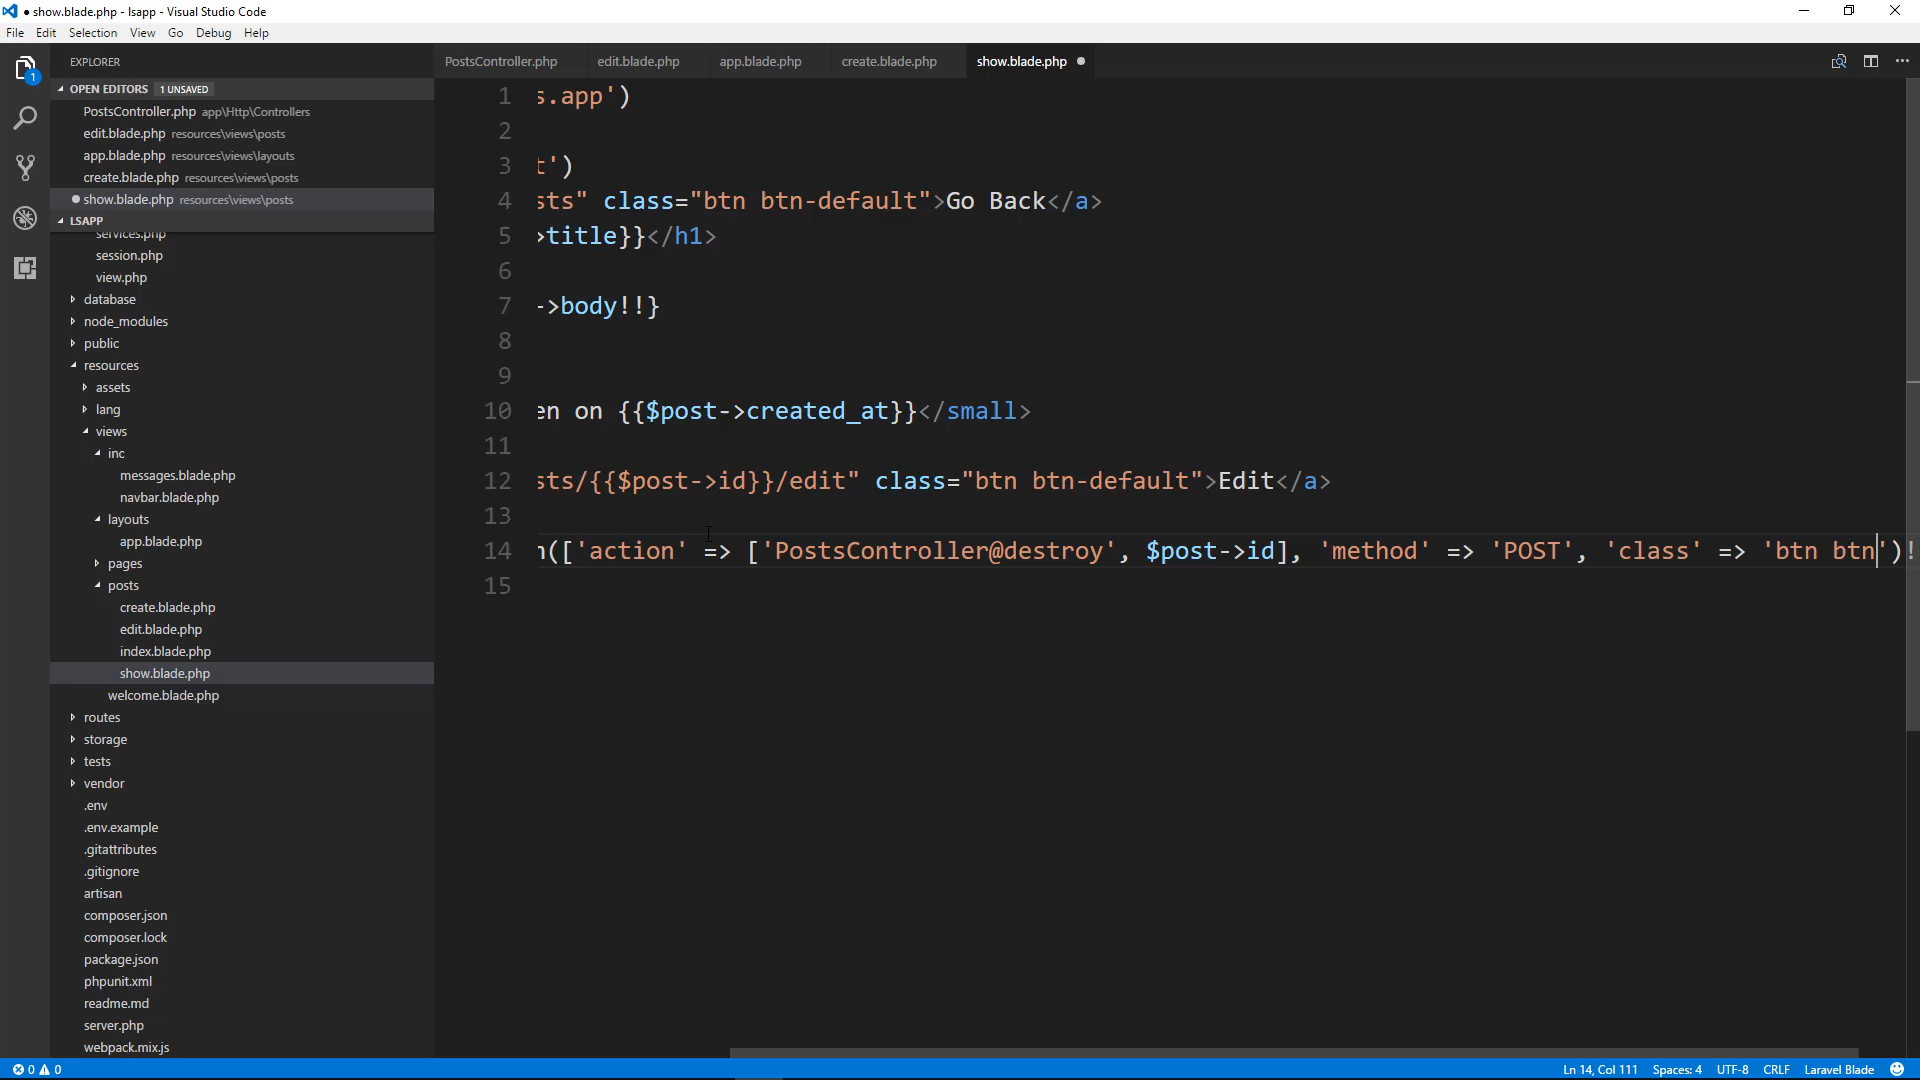 ● show.blade.php - lsapp - Visual Studio Code
File Edit Selection View Go Debug Help
EXPLORER
PostsController.php edit.blade.php app.blade.php create.blade.php show.blade.php
1
OPEN EDITORS 1 UNSAVED
PostsController.php app\Http\Controllers
edit.blade.php resources\views\posts
app.blade.php resources\views\layouts
create.blade.php resources\views\posts
show.blade.php resources\views\posts
LSAPP
services.php
session.php
view.php
database
node_modules
public
resources
assets
lang
views
inc
messages.blade.php
navbar.blade.php
layouts
app.blade.php
pages
posts
create.blade.php
edit.blade.php
index.blade.php
show.blade.php
welcome.blade.php
routes
storage
tests
vendor
.env
.env.example
.gitattributes
.gitignore
artisan
composer.json
composer.lock
package.json
phpunit.xml
readme.md
server.php
webpack.mix.js
1 s.app')
2
3 t')
4 sts" class="btn btn-default">Go Back</a>
5 >title}}</h1>
6
7 ->body!!}
8
9
10 en on {{$post->created_at}}</small>
11
12 sts/{{$post->id}}/edit" class="btn btn-default">Edit</a>
13
14 n(['action' => ['PostsController@destroy', $post->id], 'method' => 'POST', 'class' => 'btn btn')!
15
0 0 Ln 14, Col 111 Spaces: 4 UTF-8 CRLF Laravel Blade